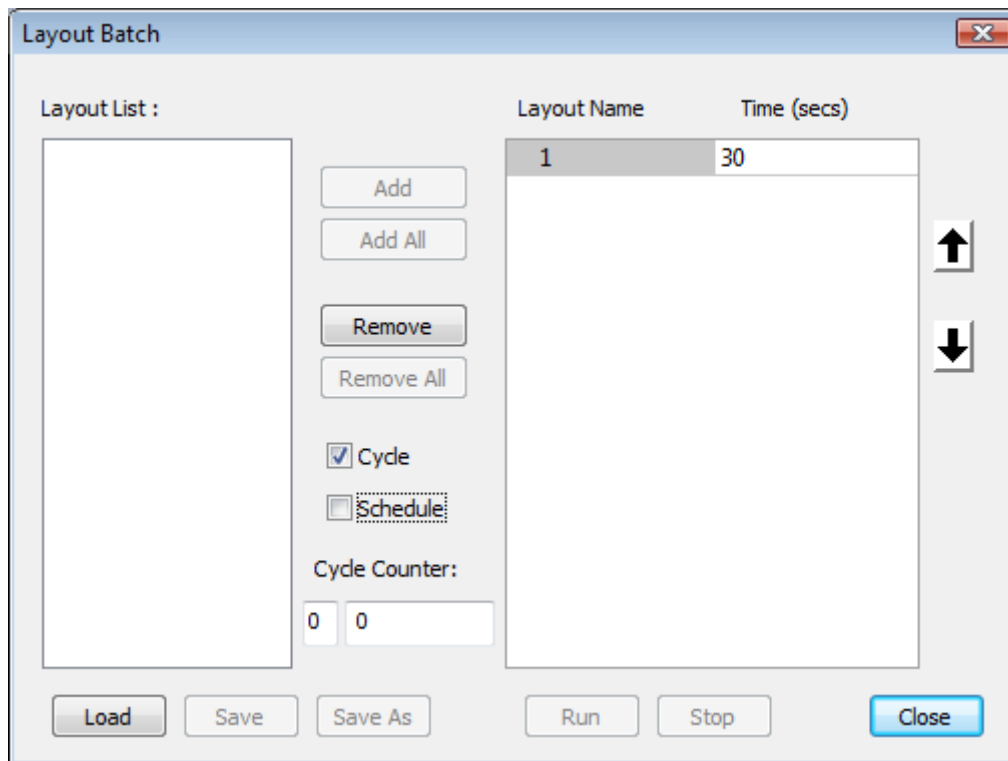 Layout Batch
Layout List :
Layout Name Time (secs)
1 30
Add
Add All
Remove
Remove All
Cycle
Schedule
Cycle Counter:
0 0
Load Save Save As Run Stop Close